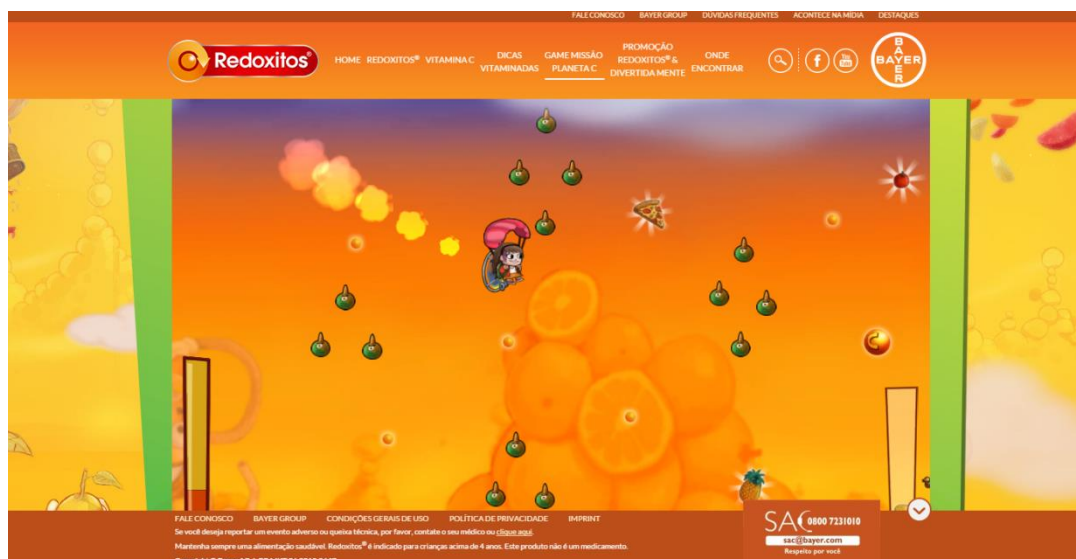 FALE CONOSCO BAYER GROUP DÚVIDAS FREQUENTES ACONTECE NA MÍDIA DESTAQUES
Redoxitos®
HOME REDOXITOS® VITAMINA C
DICAS
VITAMINADAS
GAME MISSÃO
PLANETA C
PROMOÇÃO
REDOXITOS® &
DIVERTIDA MENTE
ONDE
ENCONTRAR
f
You
BAYER
BAYER
FALE CONOSCO BAYER GROUP CONDIÇÕES GERAIS DE USO POLÍTICA DE PRIVACIDADE IMPRINT
Se você deseja reportar um evento adverso ou queixa técnica, por favor, contate o seu médico ou clique aqui.
Mantenha sempre uma alimentação saudável. Redoxitos® é indicado para crianças acima de 4 anos. Este produto não é um medicamento.
SAC 0800 7231010
sac@bayer.com
Respeito por você